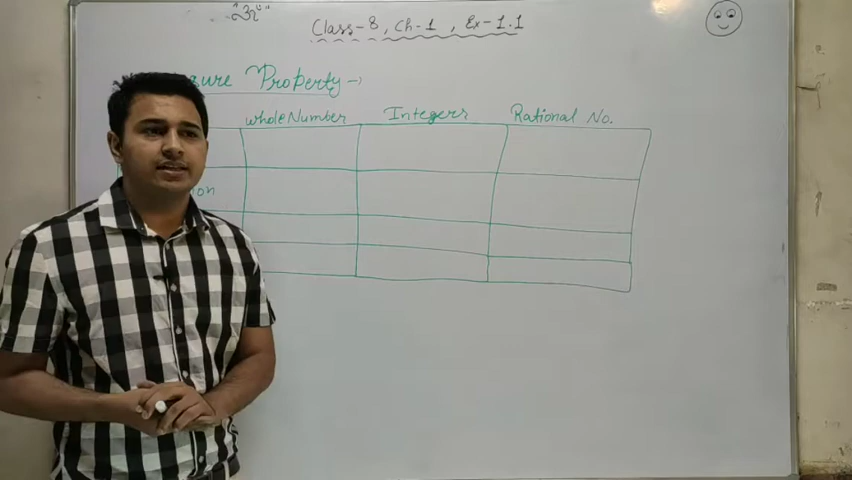 "ॐ"
Class-8, Ch-1, Ex-1.1
Property →
whole Number Integers Rational No.